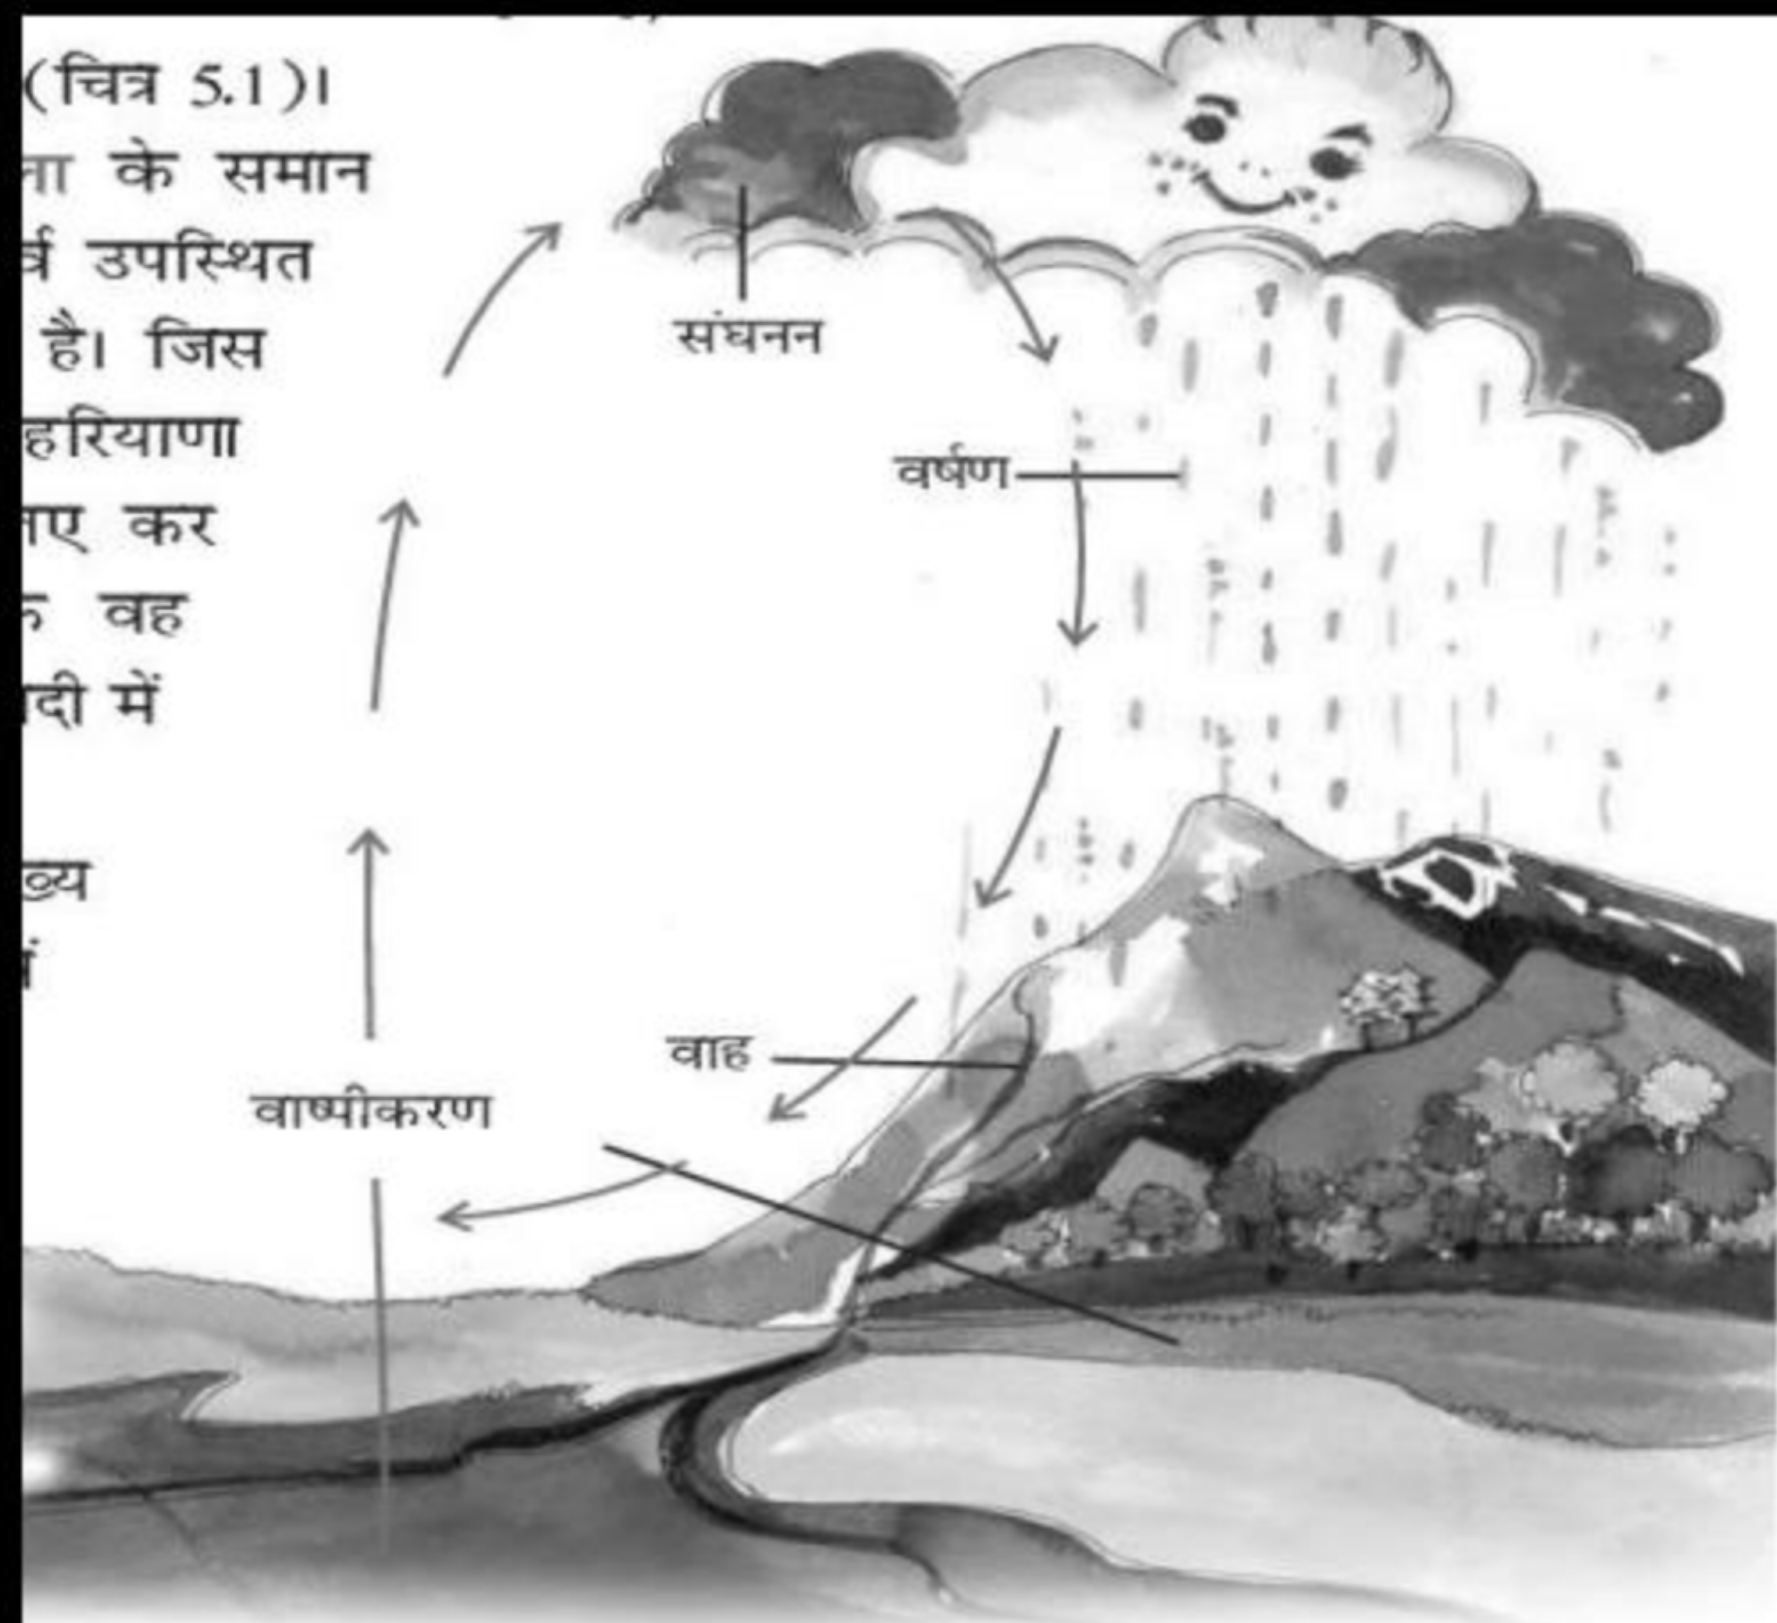 (चित्र 5.1)।
के समान
उपस्थित
है। जिस
हरियाणा
कर
वह
में
संघनन
वर्षण
वाह
वाष्पीकरण